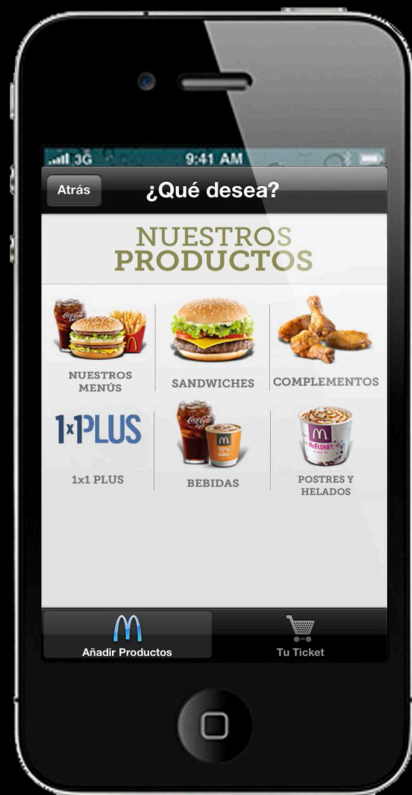 3G
9:41 AM
Atrás
¿Qué desea?
NUESTROS
PRODUCTOS
NUESTROS
MENÚS
SANDWICHES
COMPLEMENTOS
1x1PLUS
1x1 PLUS
BEBIDAS
POSTRES Y
HELADOS
Añadir Productos
Tu Ticket